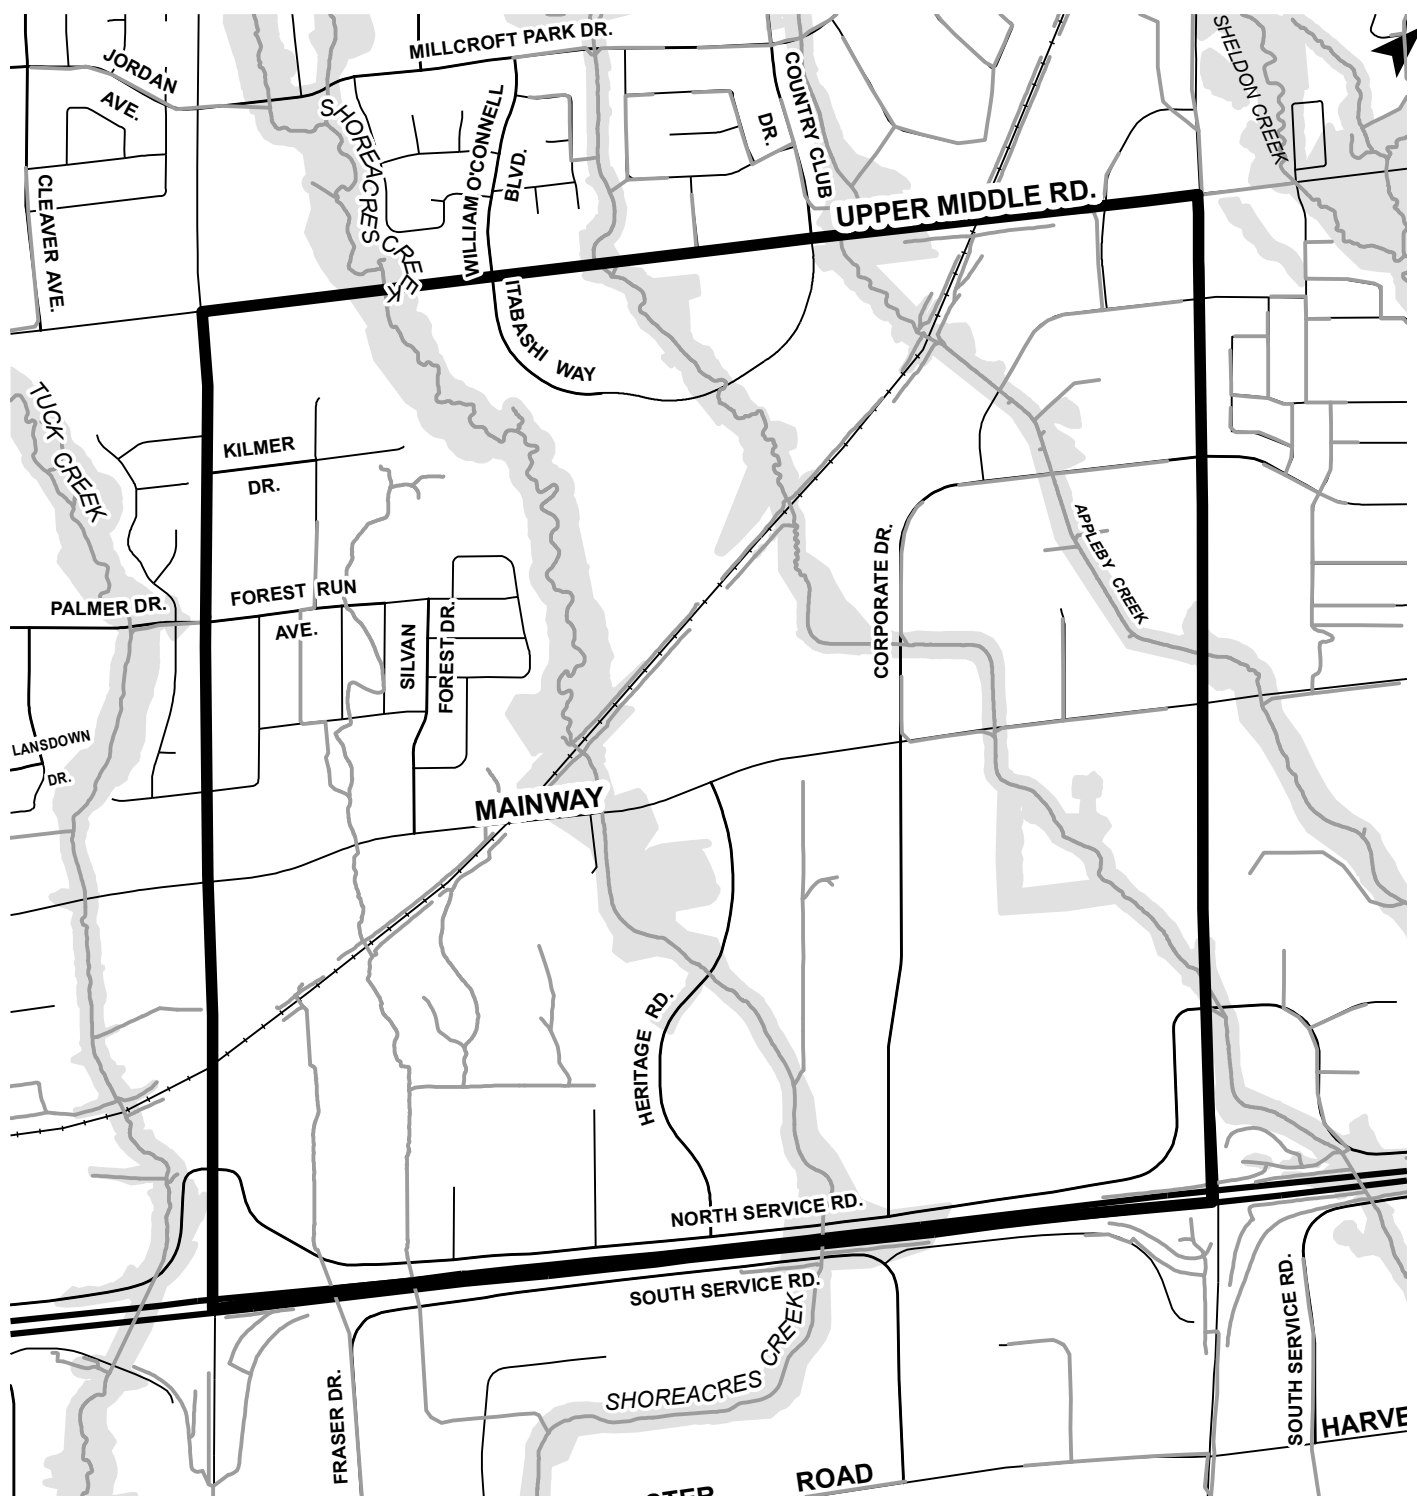 MILLCROFT PARK DR.
JORDAN
AVE.
SHOREACRES CREEK
WILLIAM O'CONNELL
BLVD.
COUNTRY CLUB
DR.
SHELDON CREEK
CLEAVER AVE.
UPPER MIDDLE RD.
ITABASHI WAY
TUCK CREEK
KILMER
DR.
APPLEBY CREEK
CORPORATE DR.
PALMER DR.
FOREST RUN
AVE.
SILVAN
FOREST DR.
LANSDOWN
DR.
MAINWAY
HERITAGE RD.
NORTH SERVICE RD.
SOUTH SERVICE RD.
SHOREACRES CREEK
FRASER DR.
SOUTH SERVICE RD.
HARVE
STER ROAD